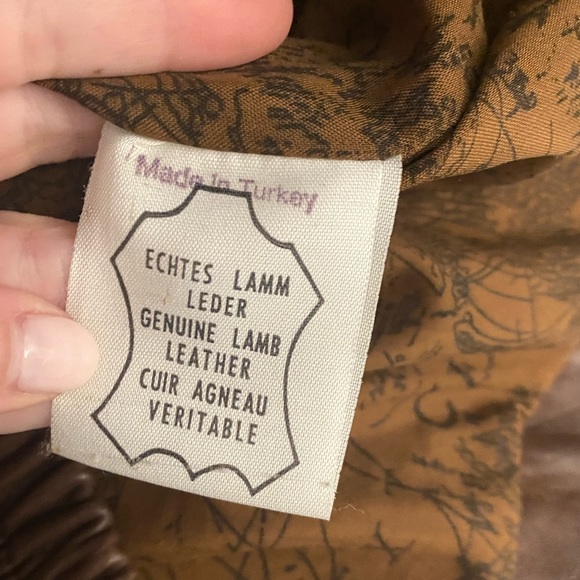 Made in Turkey
ECHTES LAMM
LEDER
GENUINE LAMB
LEATHER
CUIR AGNEAU
VERITABLE